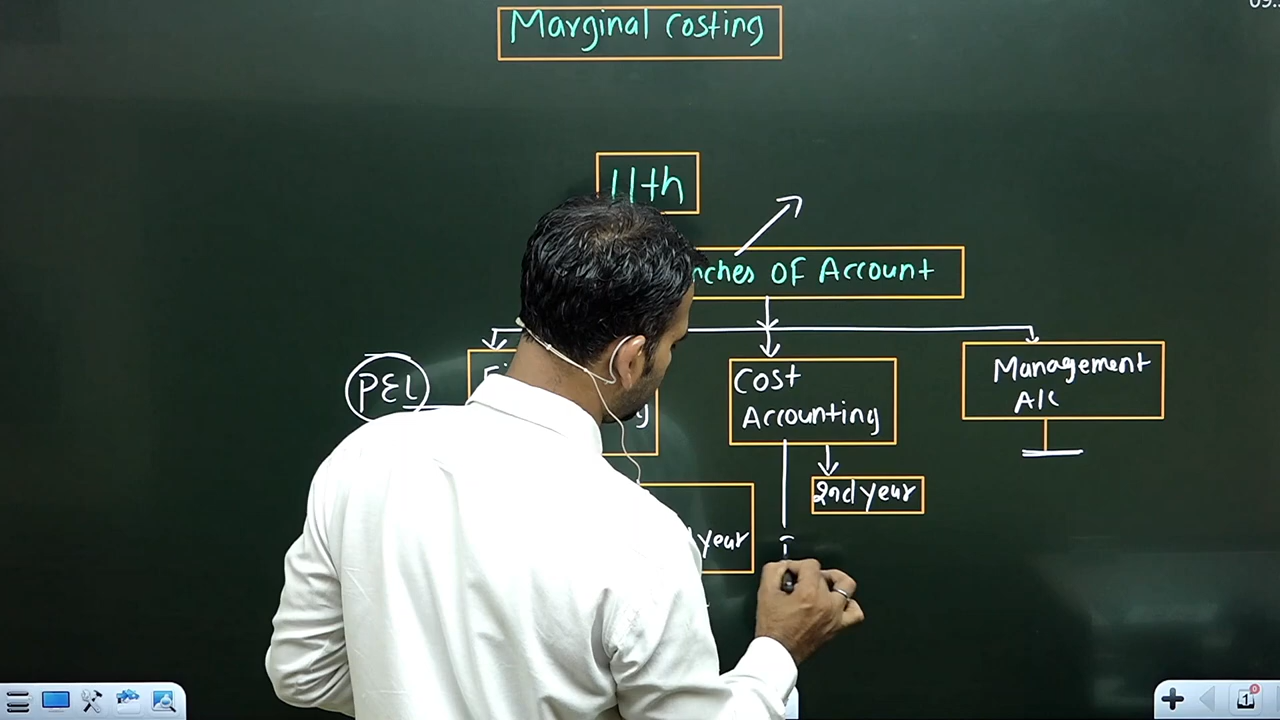 Marginal costing
11th
nches OF Account
PEL
Cost
Accounting
Management
A/c
2nd year
year